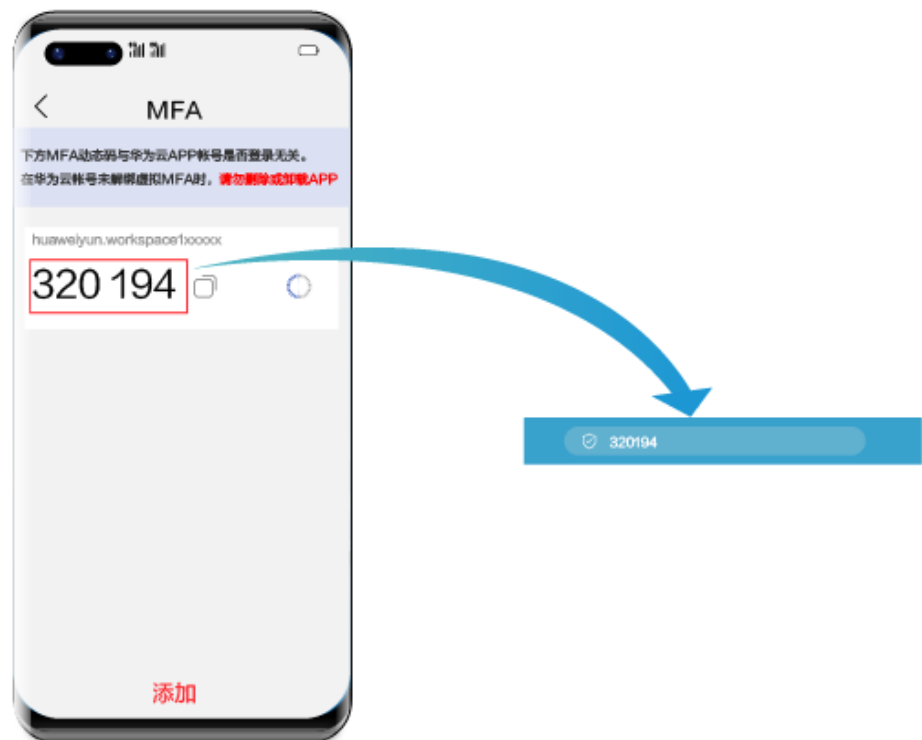 MFA
下方MFA动态码与华为云APP帐号是否登录无关。
在华为云帐号未解绑虚拟MFA时，请勿删除或卸载APP
huaweiyun.workspace1xxxxx
320 194
320194
添加